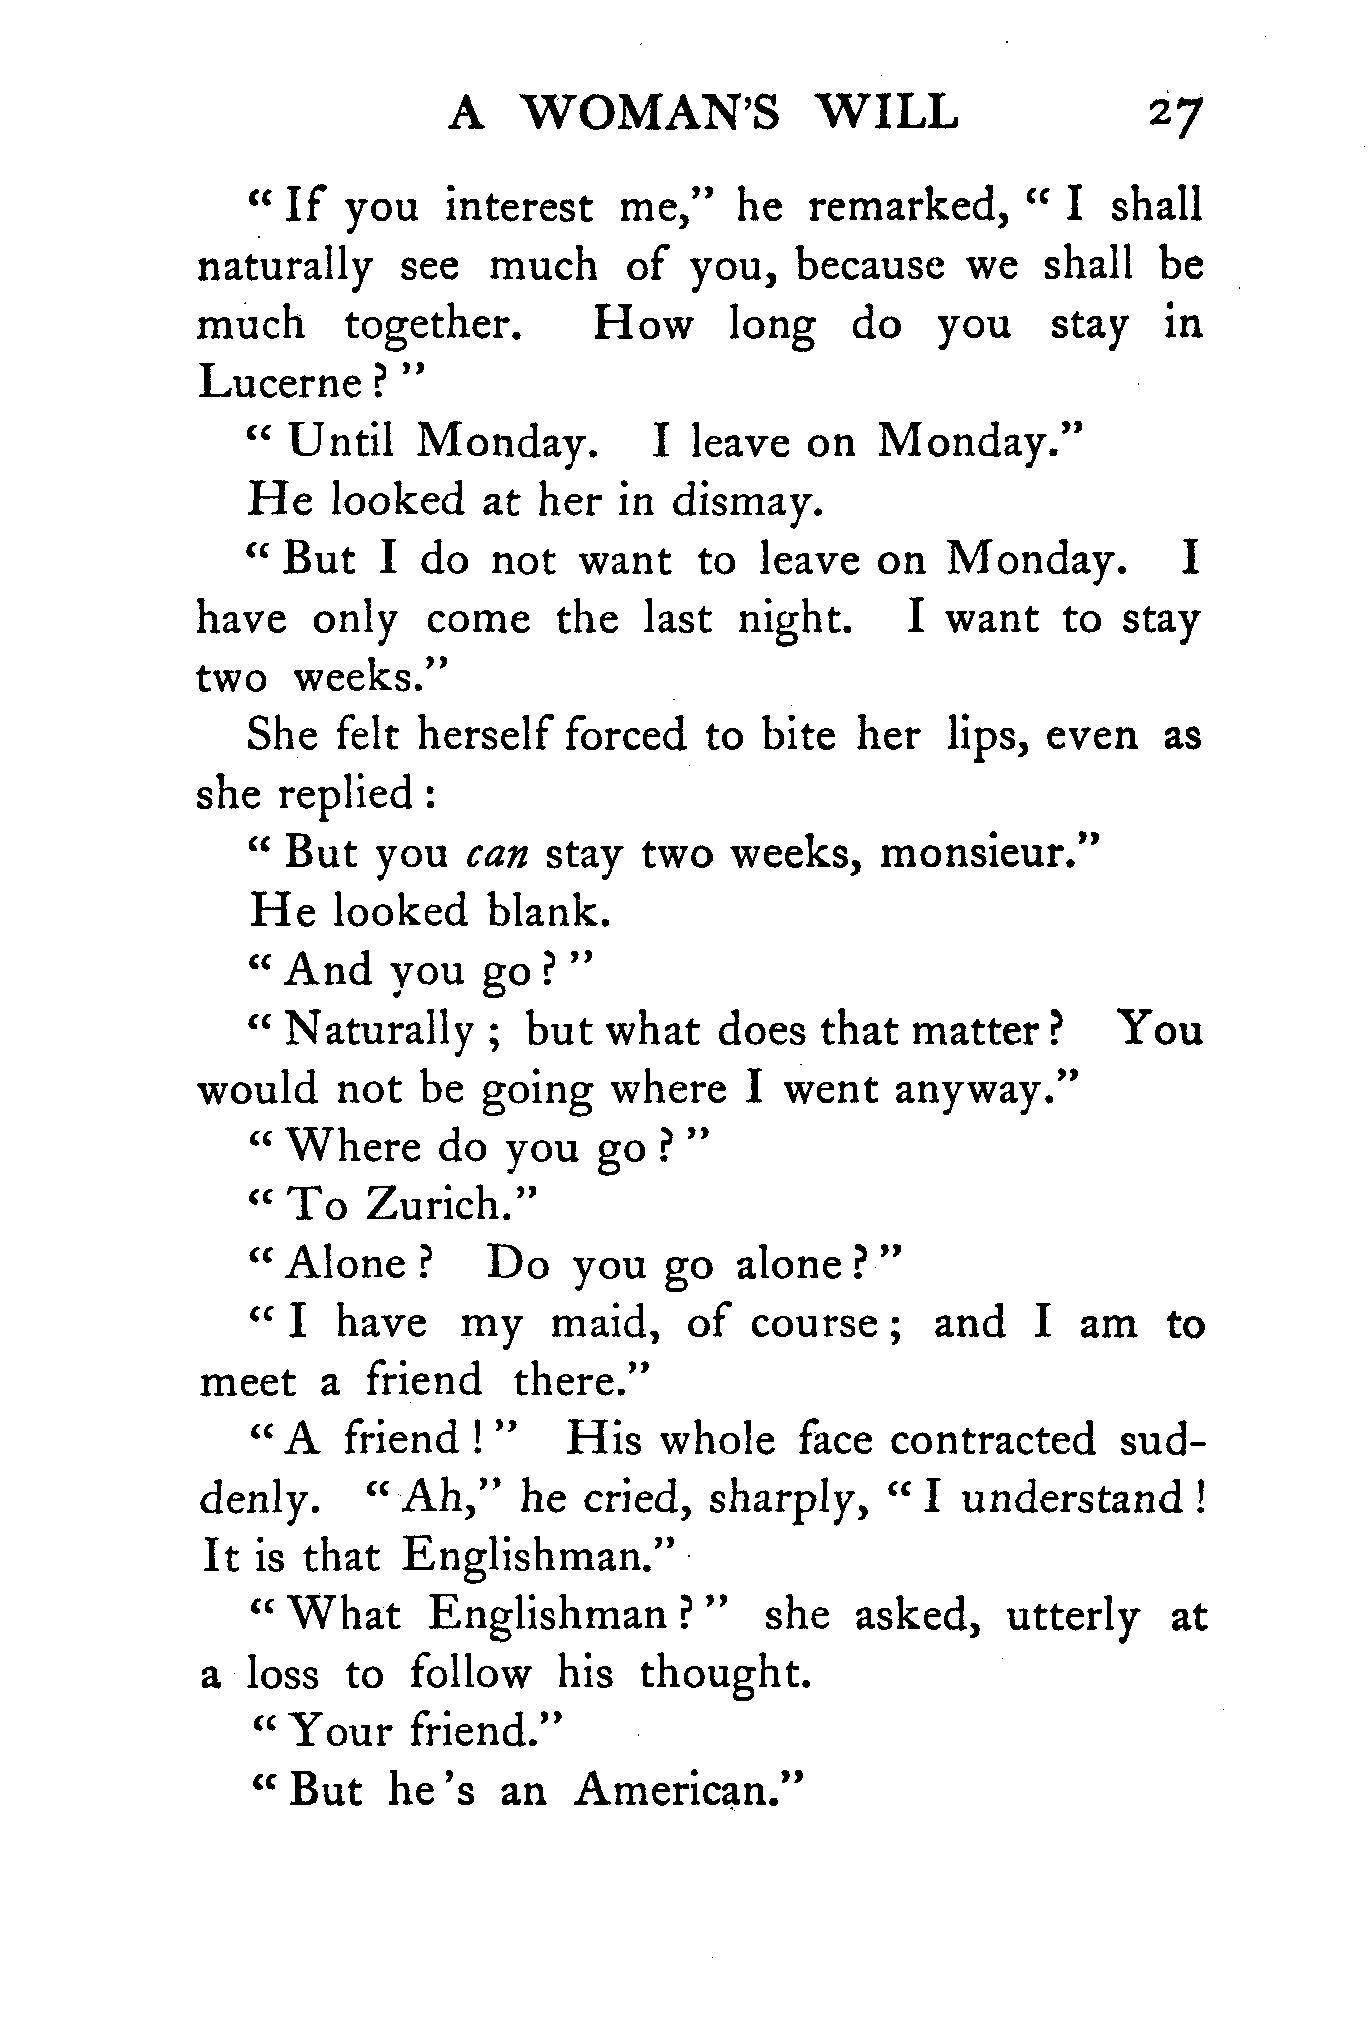 A WOMAN'S WILL 27
" If you interest me," he remarked, " I shall
naturally see much of you, because we shall be
much together. How long do you stay in
Lucerne ? "
" Until Monday. I leave on Monday."
He looked at her in dismay.
" But I do not want to leave on Monday. I
have only come the last night. I want to stay
two weeks."
She felt herself forced to bite her lips, even as
she replied :
" But you can stay two weeks, monsieur."
He looked blank.
" And you go ? "
" Naturally ; but what does that matter ? You
would not be going where I went anyway."
" Where do you go ? "
" To Zurich."
" Alone ? Do you go alone ? "
" I have my maid, of course ; and I am to
meet a friend there."
" A friend ! " His whole face contracted sud-
denly. " Ah," he cried, sharply, " I understand !
It is that Englishman."
" What Englishman ? " she asked, utterly at
a loss to follow his thought.
" Your friend."
" But he 's an American."